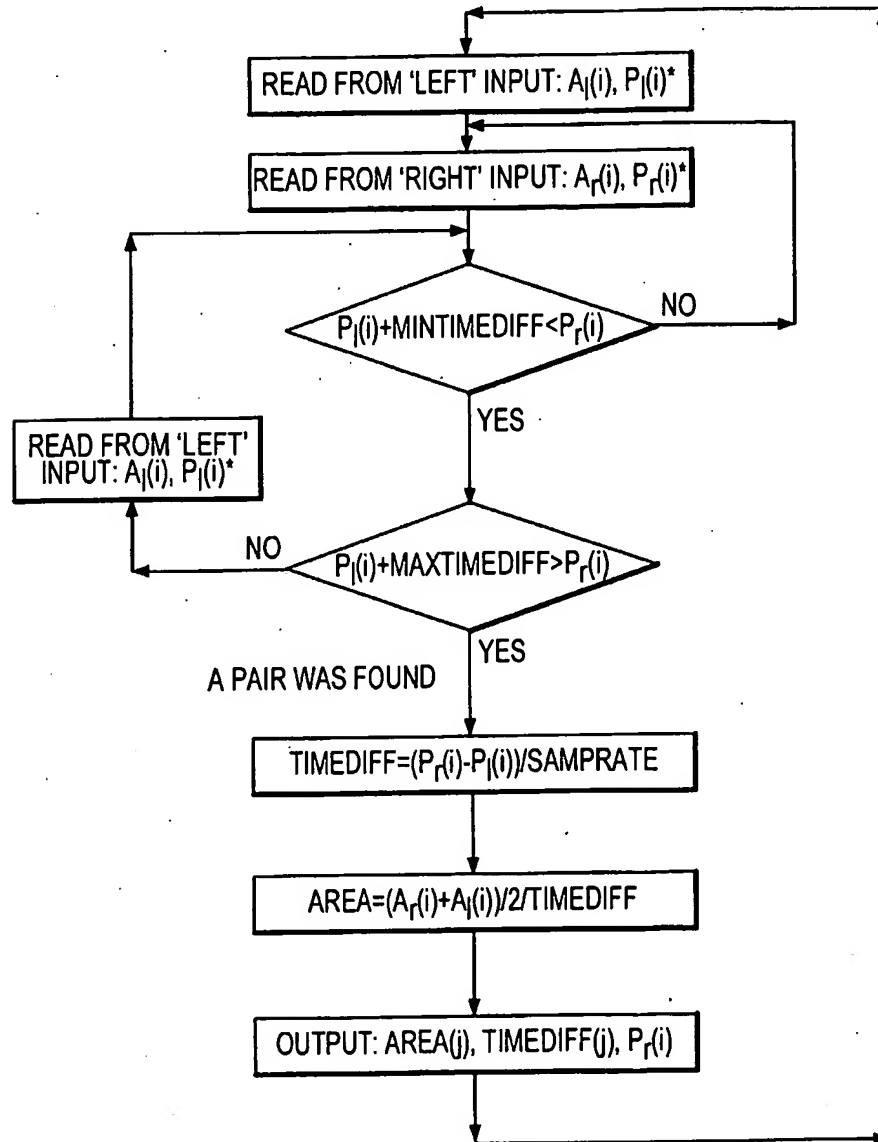 READ FROM 'LEFT' INPUT: Al(i), Pl(i)*
READ FROM 'RIGHT' INPUT: Ar(i), Pr(i)*
Pl(i)+MINTIMEDIFF<Pr(i)
NO
YES
READ FROM 'LEFT'
INPUT: Al(i), Pl(i)*
NO
Pl(i)+MAXTIMEDIFF>Pr(i)
YES
A PAIR WAS FOUND
TIMEDIFF=(Pr(i)-Pl(i))/SAMPRATE
AREA=(Ar(i)+Al(i))/2/TIMEDIFF
OUTPUT: AREA(j), TIMEDIFF(j), Pr(i)